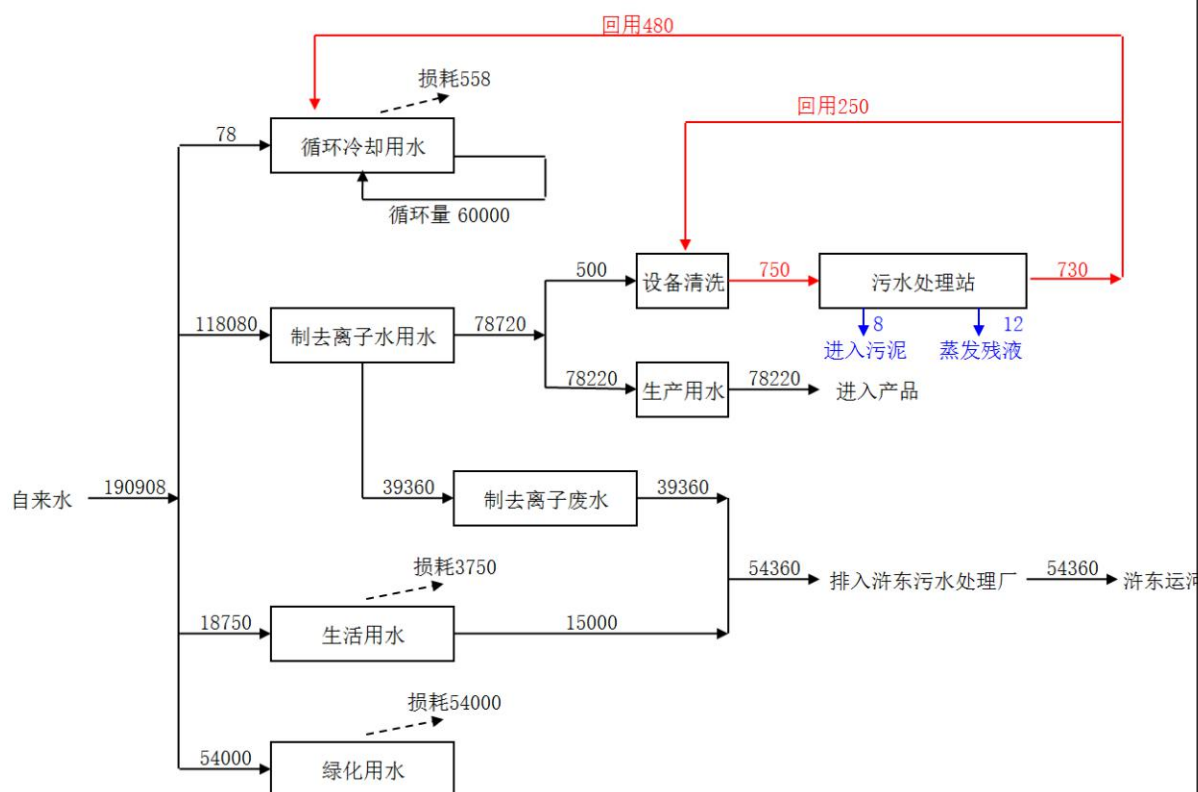 回用480
损耗558
回用250
78
循环冷却用水
循环量 60000
500
设备清洗
750
污水处理站
730
118080
制去离子水用水
78720
8
12
进入污泥
蒸发残液
78220
生产用水
78220
进入产品
自来水
190908
39360
制去离子废水
39360
损耗3750
54360
排入浒东污水处理厂
54360
浒东运河
18750
生活用水
15000
损耗54000
54000
绿化用水